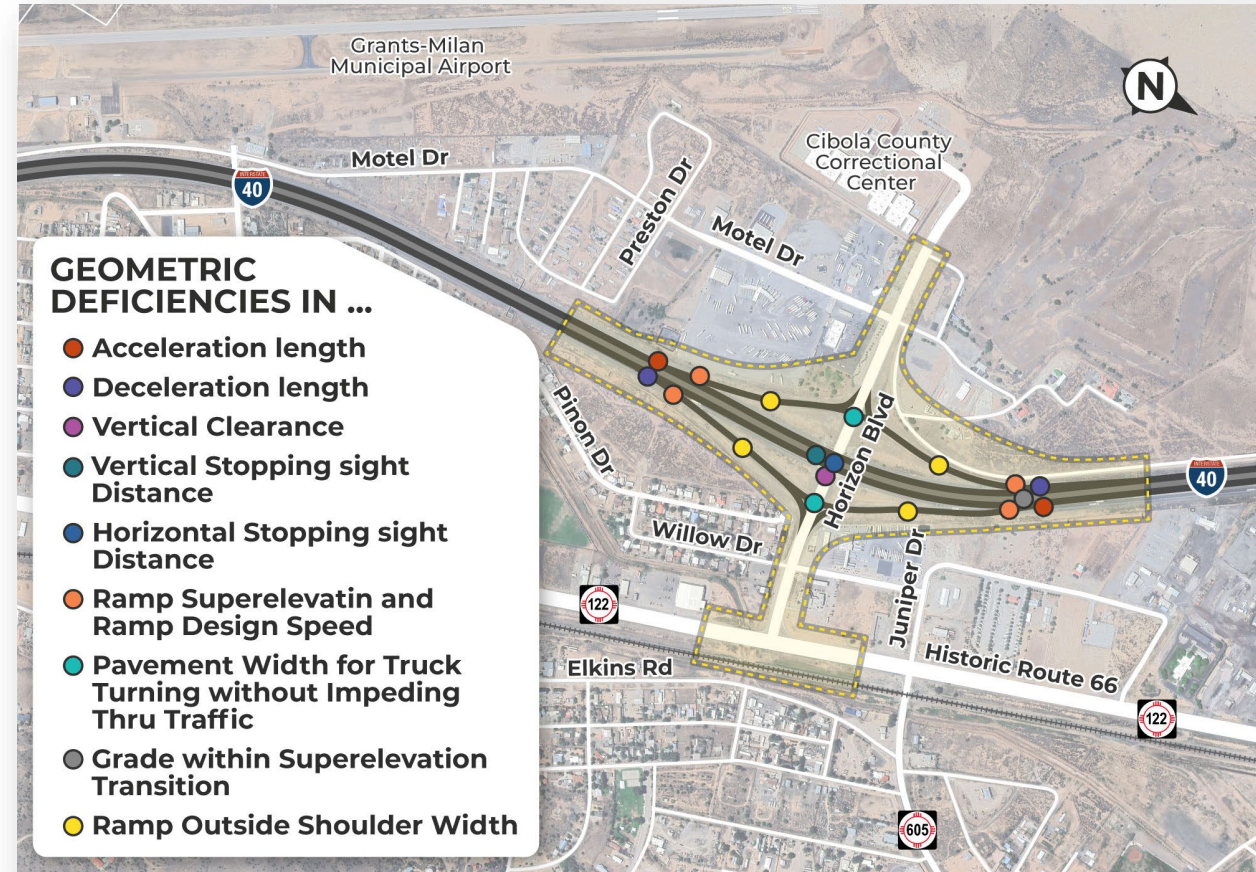 Grants-Milan
Municipal Airport
N
Motel Dr
Cibola County
Correctional
Center
INTERSTATE
40
Preston Dr
Motel Dr
GEOMETRIC
DEFICIENCIES IN ...
Acceleration length
Deceleration length
Vertical Clearance
Vertical Stopping sight
Distance
Horizontal Stopping sight
Distance
Ramp Superelevatin and
Ramp Design Speed
Pavement Width for Truck
Turning without Impeding
Thru Traffic
Grade within Superelevation
Transition
Ramp Outside Shoulder Width
Pinon Dr
Horizon Blvd
INTERSTATE
40
Willow Dr
Juniper Dr
122
Elkins Rd
Historic Route 66
122
605